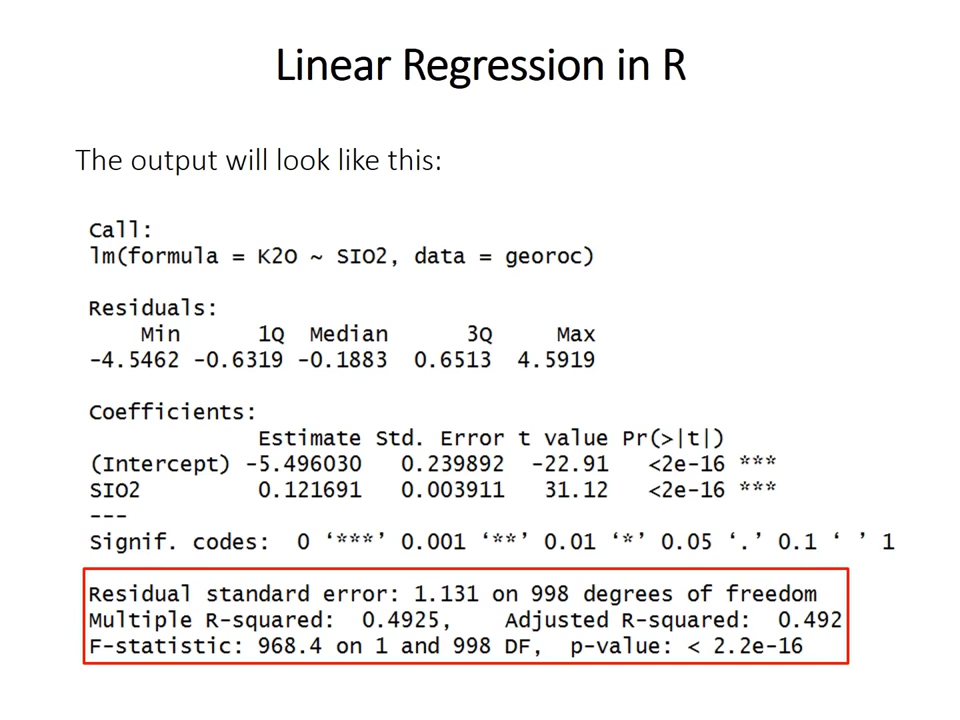 Linear Regression in R
The output will look like this:
Call:
lm(formula = K2O ~ SIO2, data = georoc)
Residuals:
    Min      1Q  Median      3Q     Max
-4.5462 -0.6319 -0.1883  0.6513  4.5919
Coefficients:
             Estimate Std. Error t value Pr(>|t|)
(Intercept) -5.496030   0.239892  -22.91   <2e-16 ***
SIO2         0.121691   0.003911   31.12   <2e-16 ***
---
Signif. codes:  0 ‘***’ 0.001 ‘**’ 0.01 ‘*’ 0.05 ‘.’ 0.1 ‘ ’ 1
Residual standard error: 1.131 on 998 degrees of freedom
Multiple R-squared:  0.4925,    Adjusted R-squared:  0.492
F-statistic: 968.4 on 1 and 998 DF,  p-value: < 2.2e-16